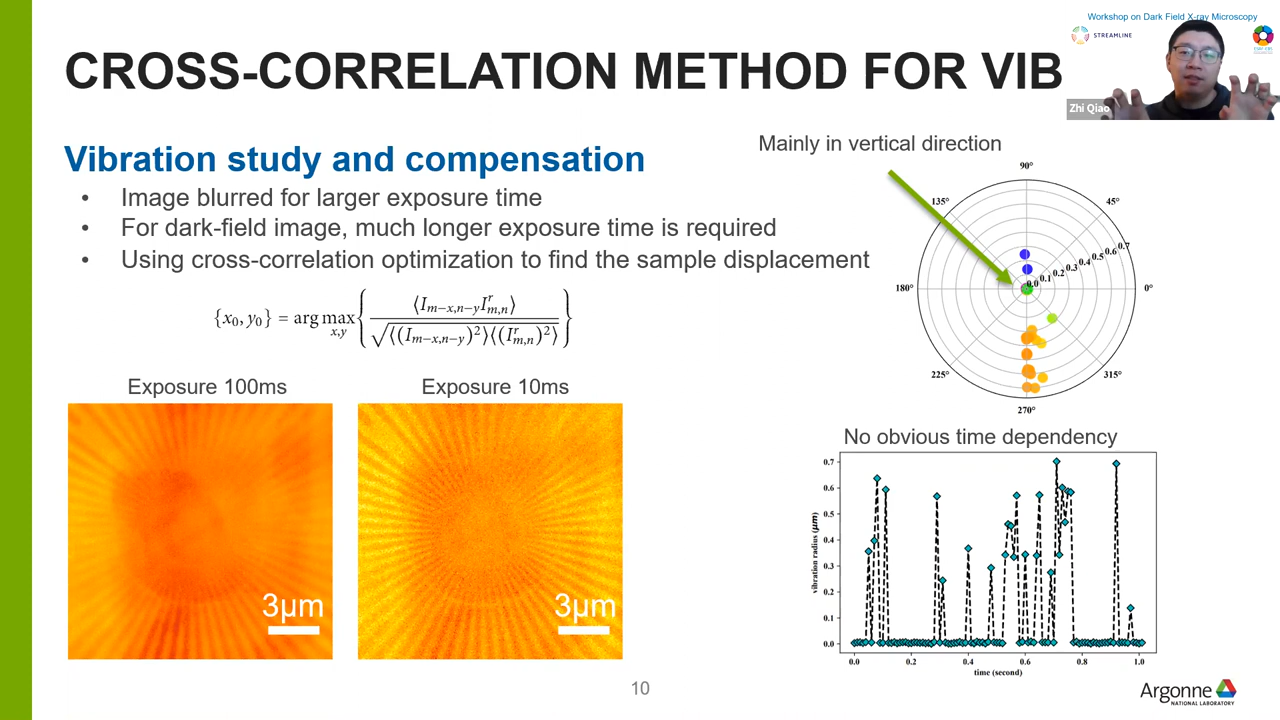 Workshop on Dark Field X-ray Microscopy
STREAMLINE
CROSS-CORRELATION METHOD FOR VIB
Zhi Qiao
Vibration study and compensation
• Image blurred for larger exposure time
• For dark-field image, much longer exposure time is required
• Using cross-correlation optimization to find the sample displacement
{x₀, y₀} = arg max_{x,y} { ⟨I_{m−x,n−y} I^r_{m,n}⟩ / √(⟨(I_{m−x,n−y})²⟩⟨(I^r_{m,n})²⟩) }
Exposure 100ms
Exposure 10ms
3µm
3µm
Mainly in vertical direction
90°
135°
45°
180°
0.0 0.1 0.2 0.3 0.4 0.5 0.6 0.7
0°
225°
315°
270°
No obvious time dependency
vibration radius (µm)
0.7
0.6
0.5
0.4
0.3
0.2
0.1
0.0
0.0 0.2 0.4 0.6 0.8 1.0
time (second)
10
Argonne
NATIONAL LABORATORY